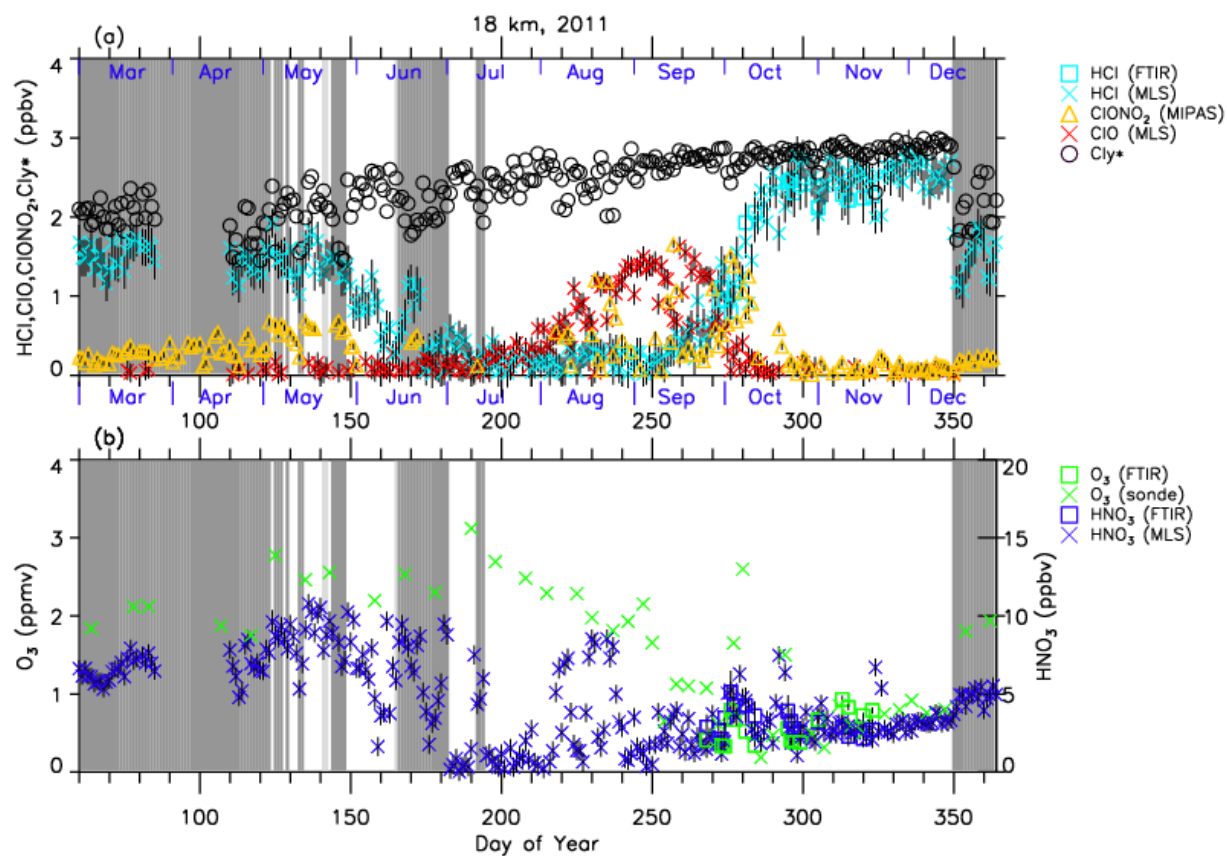 18 km, 2011
(a)
HCl,ClO,ClONO₂,Cly* (ppbv)
4
3
2
1
0
Mar Apr May Jun Jul Aug Sep Oct Nov Dec
HCl (FTIR)
HCl (MLS)
ClONO₂ (MIPAS)
ClO (MLS)
Cly*
Mar Apr May Jun Jul Aug Sep Oct Nov Dec
100 150 200 250 300 350
(b)
O₃ (ppmv)
4
3
2
1
0
20
15
10
5
0
HNO₃ (ppbv)
O₃ (FTIR)
O₃ (sonde)
HNO₃ (FTIR)
HNO₃ (MLS)
100 150 200 250 300 350
Day of Year